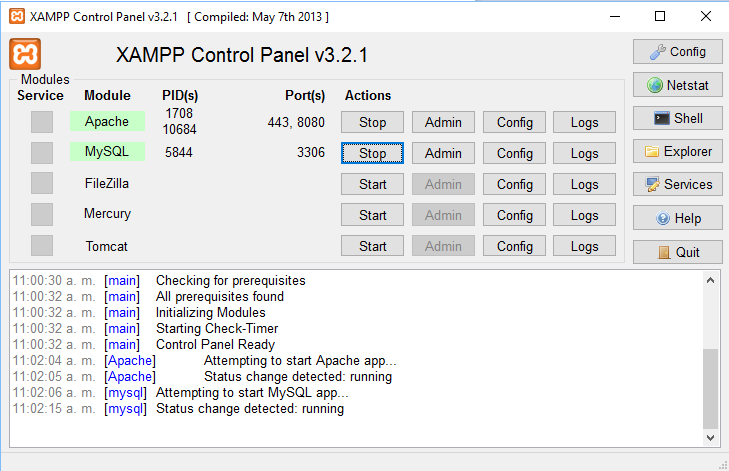 XAMPP Control Panel v3.2.1 [ Compiled: May 7th 2013 ]
XAMPP Control Panel v3.2.1
Config
Modules
Service Module PID(s) Port(s) Actions
Netstat
Apache 1708 10684 443, 8080 Stop Admin Config Logs
Shell
MySQL 5844 3306 Stop Admin Config Logs
Explorer
FileZilla Start Admin Config Logs
Services
Mercury Start Admin Config Logs
Help
Tomcat Start Admin Config Logs
Quit
11:00:30 a. m. [main] Checking for prerequisites
11:00:32 a. m. [main] All prerequisites found
11:00:32 a. m. [main] Initializing Modules
11:00:32 a. m. [main] Starting Check-Timer
11:00:32 a. m. [main] Control Panel Ready
11:02:04 a. m. [Apache] Attempting to start Apache app...
11:02:05 a. m. [Apache] Status change detected: running
11:02:06 a. m. [mysql] Attempting to start MySQL app...
11:02:15 a. m. [mysql] Status change detected: running